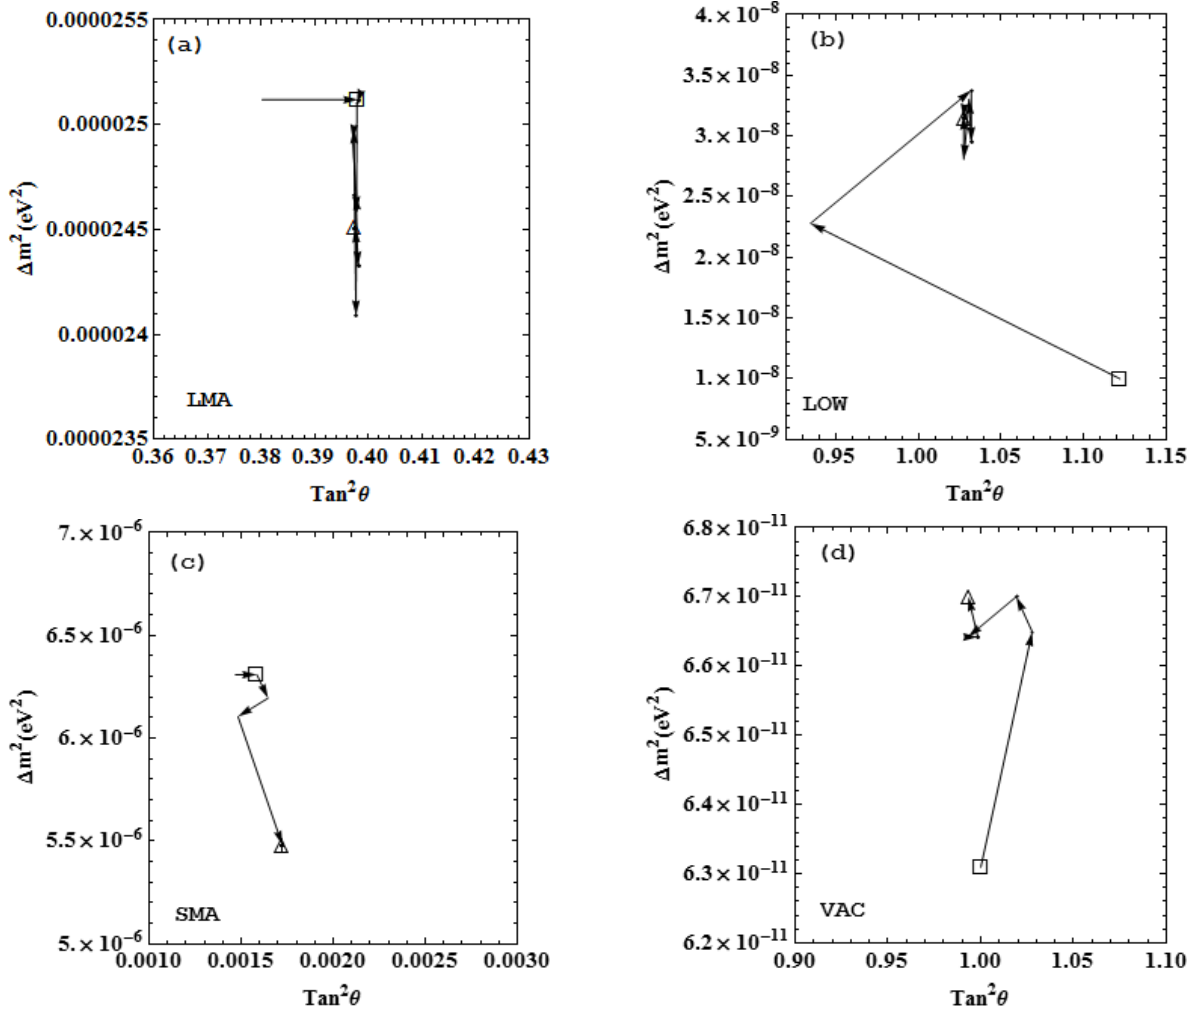 (a)
0.0000255
0.000025
0.0000245
0.000024
0.0000235
Δm²(eV²)
LMA
0.36 0.37 0.38 0.39 0.40 0.41 0.42 0.43
Tan²θ
(b)
4.×10⁻⁸
3.5×10⁻⁸
3.×10⁻⁸
2.5×10⁻⁸
2.×10⁻⁸
1.5×10⁻⁸
1.×10⁻⁸
5.×10⁻⁹
Δm²(eV²)
LOW
0.95 1.00 1.05 1.10 1.15
Tan²θ
(c)
7.×10⁻⁶
6.5×10⁻⁶
6.×10⁻⁶
5.5×10⁻⁶
5.×10⁻⁶
Δm²(eV²)
SMA
0.0010 0.0015 0.0020 0.0025 0.0030
Tan²θ
(d)
6.8×10⁻¹¹
6.7×10⁻¹¹
6.6×10⁻¹¹
6.5×10⁻¹¹
6.4×10⁻¹¹
6.3×10⁻¹¹
6.2×10⁻¹¹
Δm²(eV²)
VAC
0.90 0.95 1.00 1.05 1.10
Tan²θ